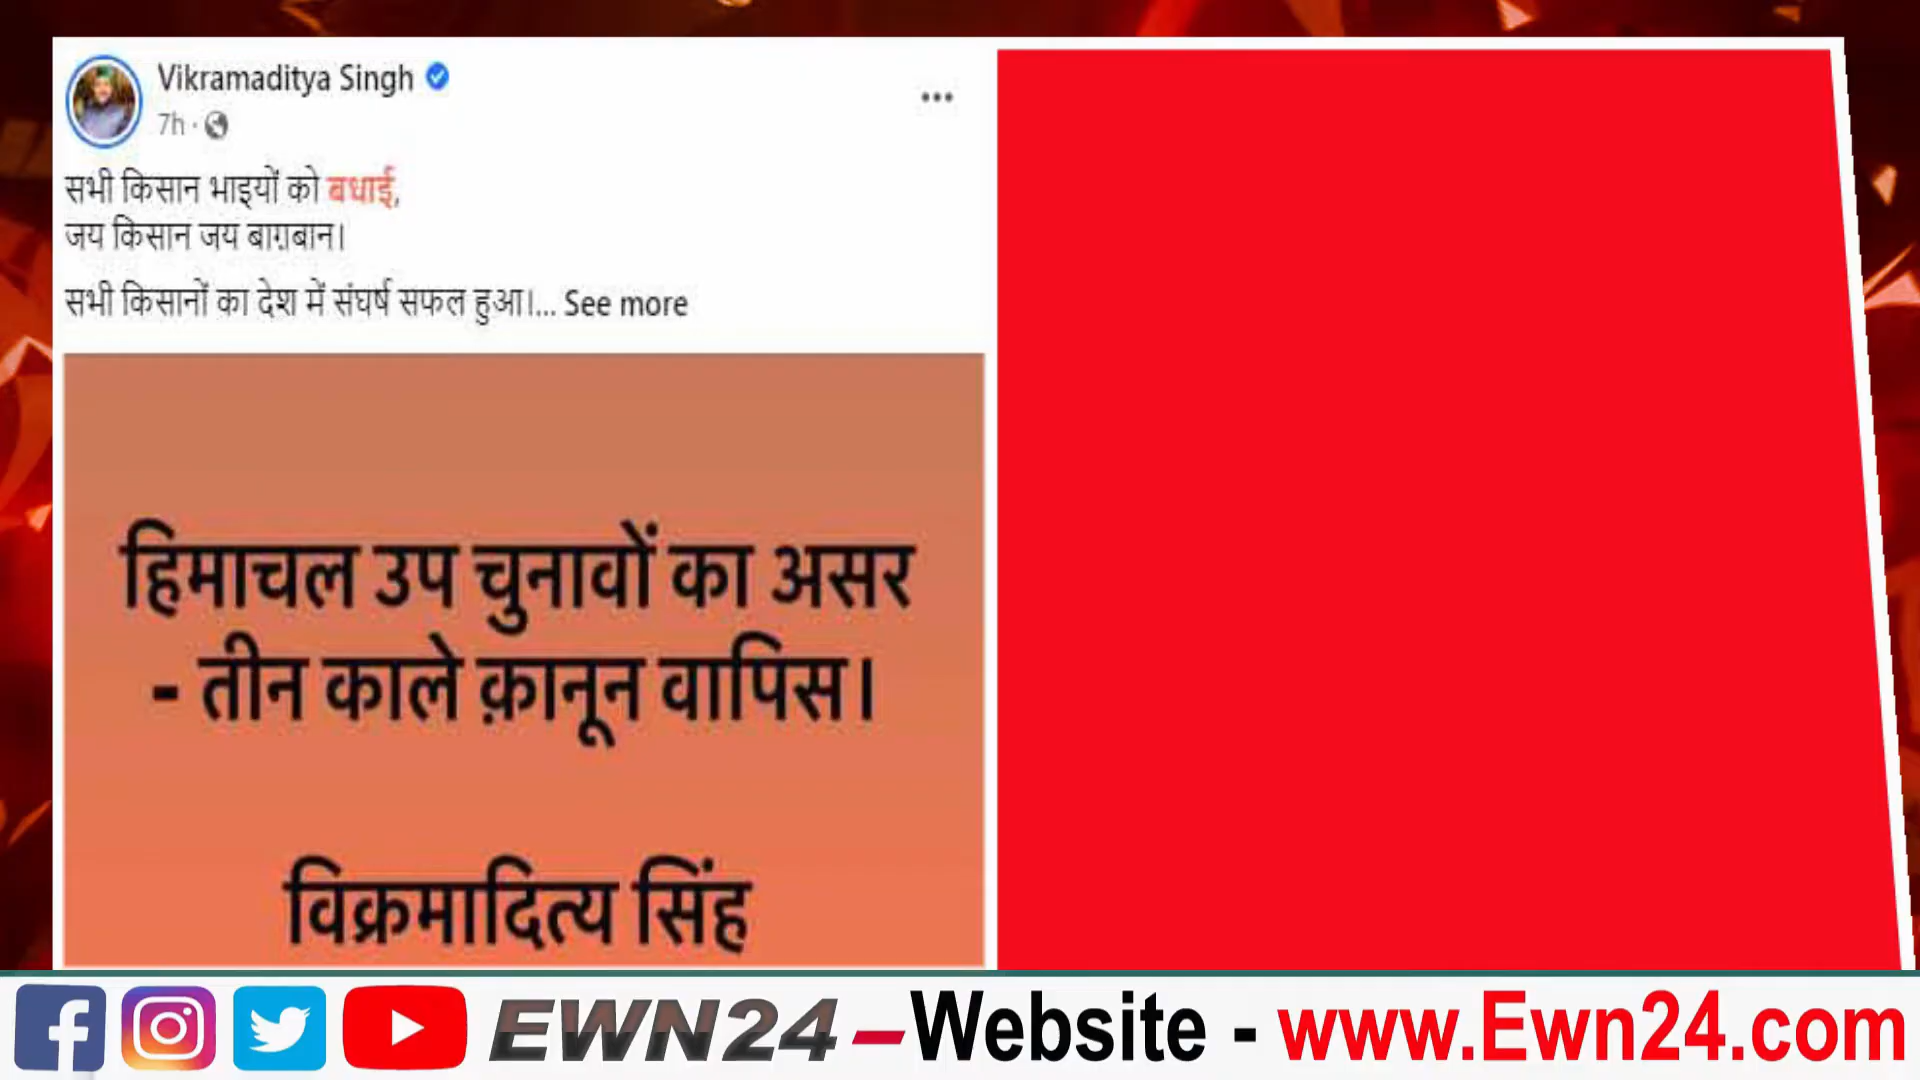 Vikramaditya Singh
7h ·
सभी किसान भाइयों को बधाई,
जय किसान जय बाग़बान।
सभी किसानों का देश में संघर्ष सफल हुआ।... See more
हिमाचल उप चुनावों का असर
- तीन काले क़ानून वापिस।
विक्रमादित्य सिंह
EWN24 –Website - www.Ewn24.com